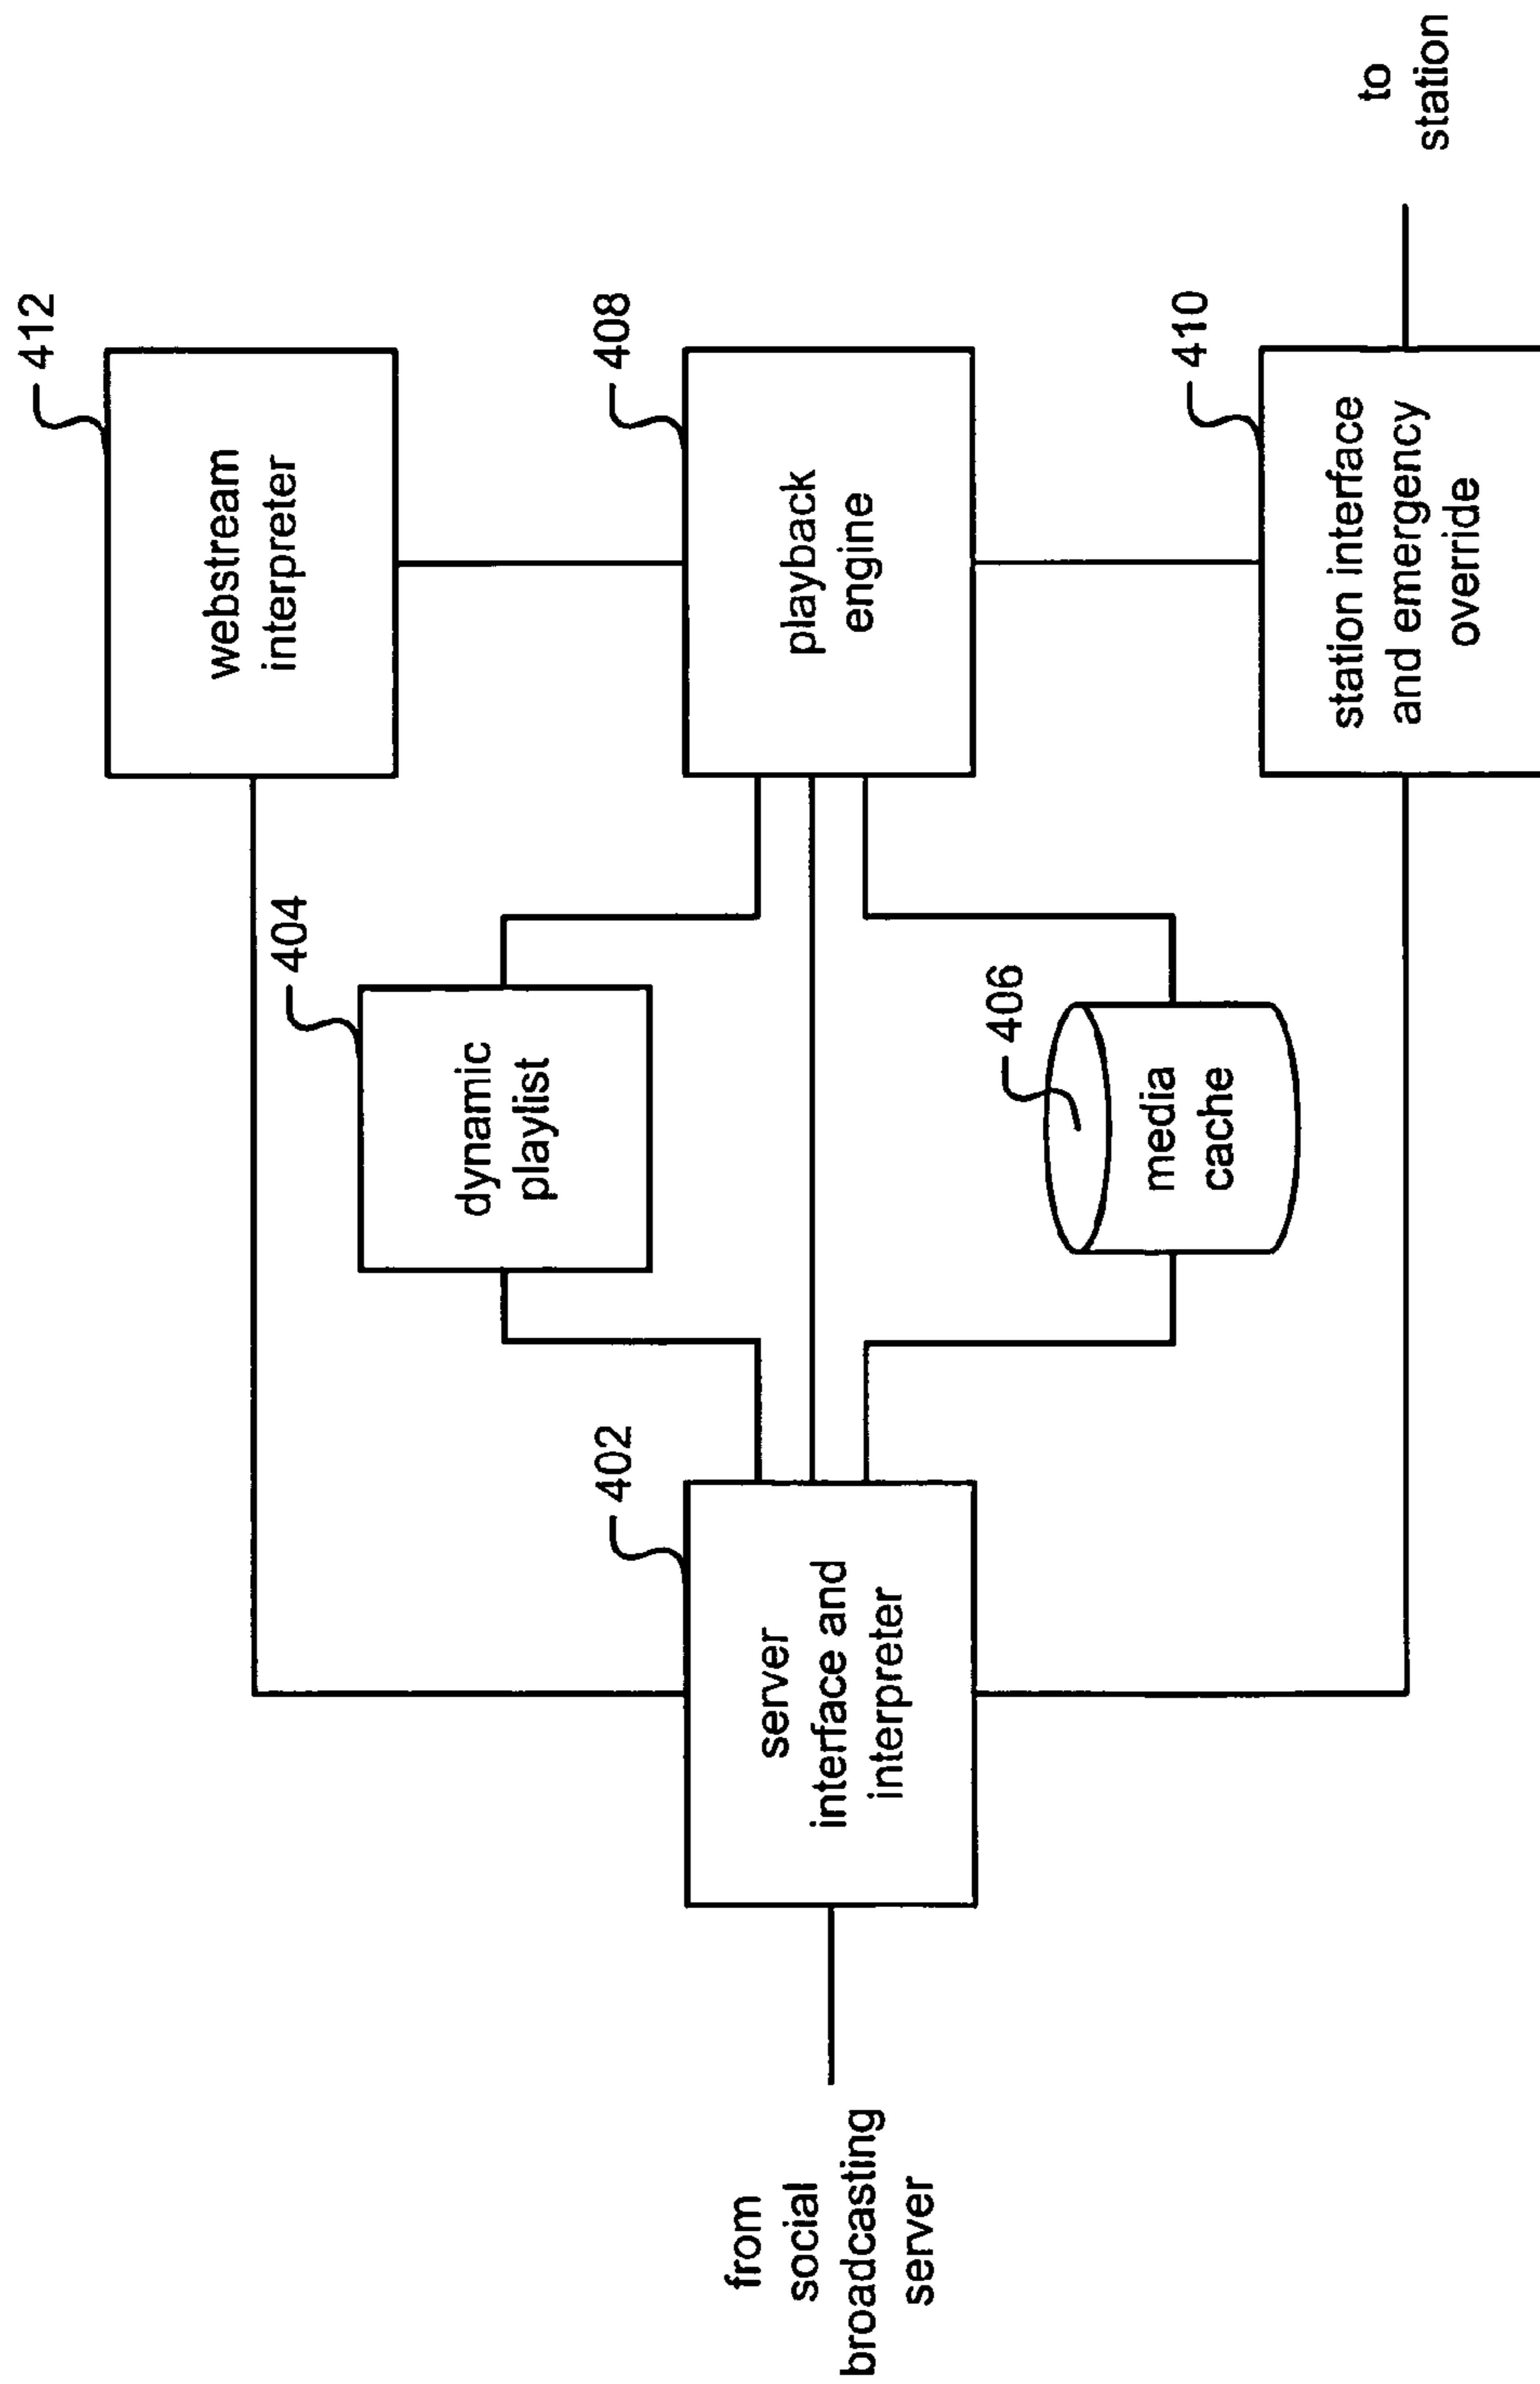 412
webstream
interpreter
404
dynamic
playlist
402
408
server
interface and
interpreter
playback
engine
from
social
broadcasting
server
406
media
cache
410
station interface
and emergency
override
to
station